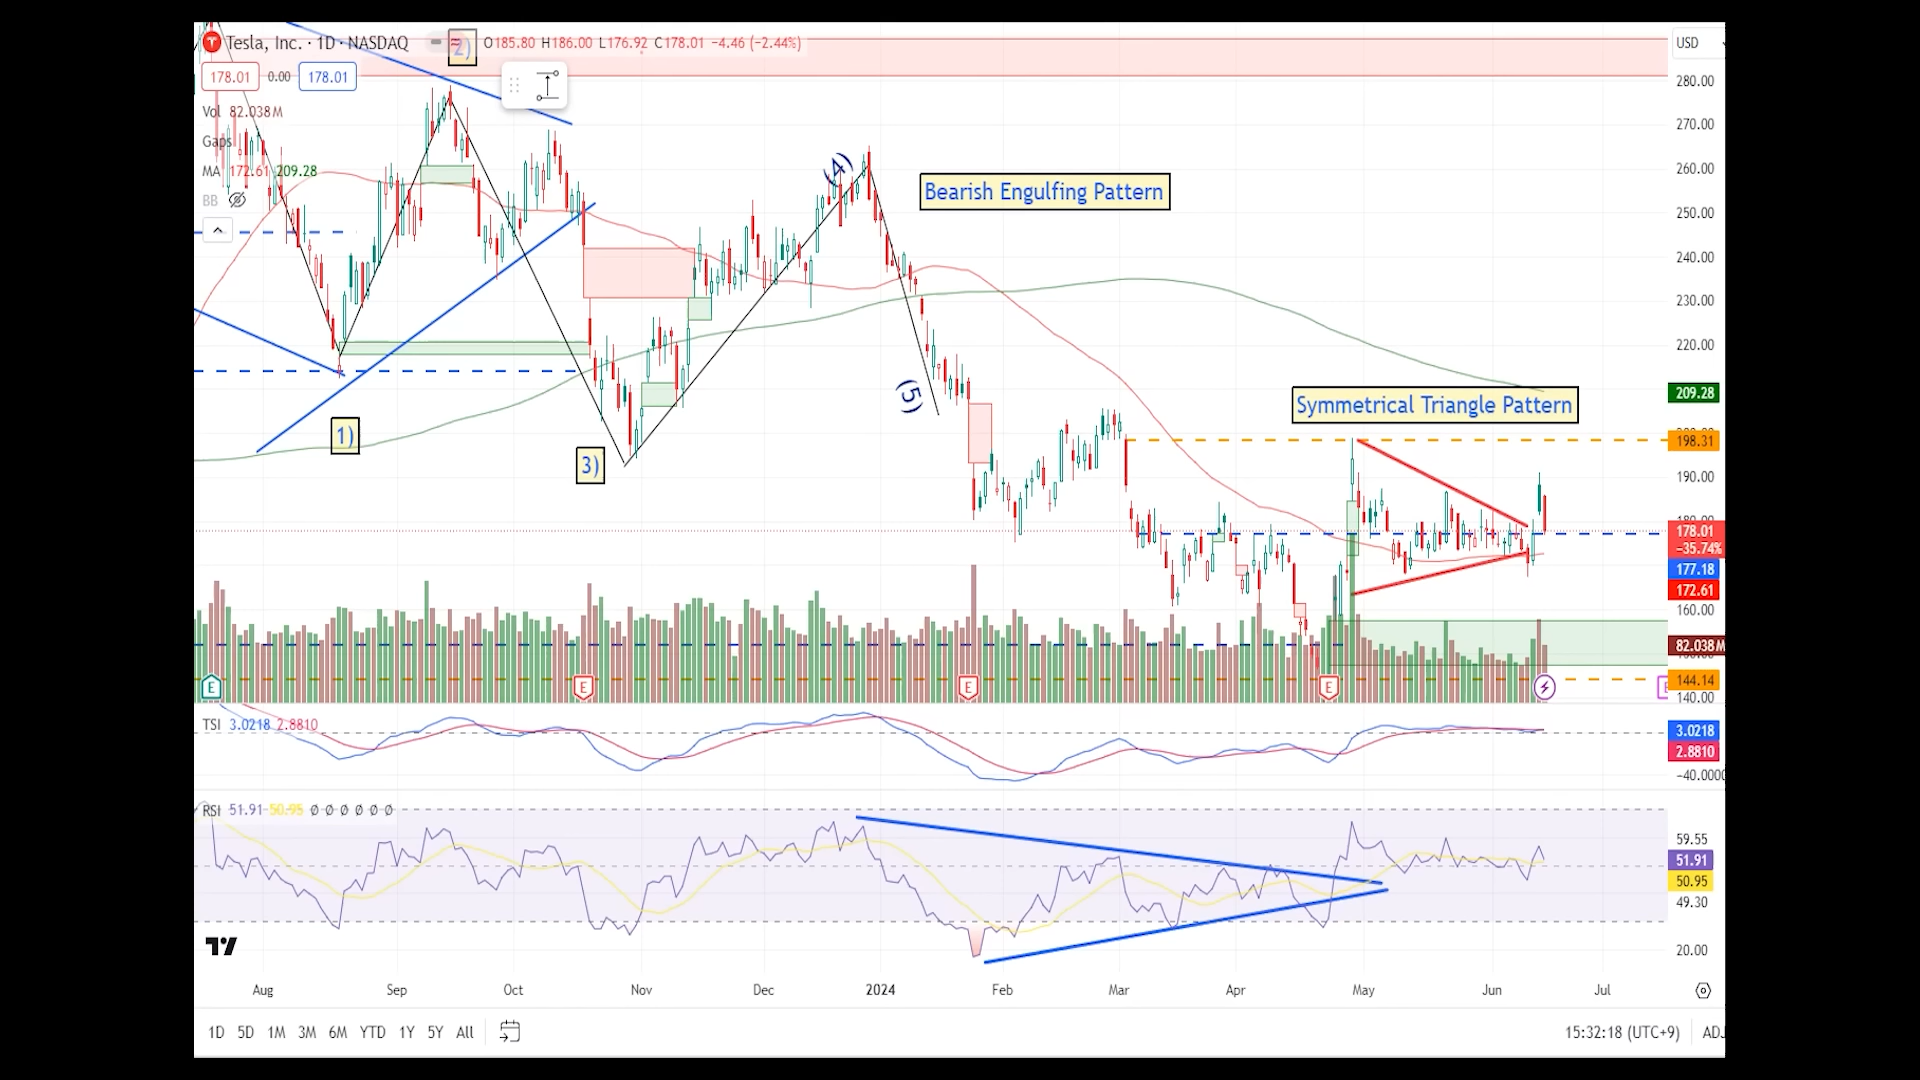 Tesla, Inc. · 1D · NASDAQ
2)
O185.80 H186.00 L176.92 C178.01 −4.46 (−2.44%)
USD
178.01 0.00 178.01
280.00
Vol 82.038M
270.00
Gaps
260.00
MA 172.61 209.28
(4)
Bearish Engulfing Pattern
BB
250.00
240.00
230.00
220.00
209.28
(5)
Symmetrical Triangle Pattern
1)
198.31
3)
190.00
178.01
−35.74%
177.18
172.61
160.00
82.038M
E
E
E
E
144.14
140.00
TSI 3.0218 2.8810
3.0218
2.8810
−40.0000
RSI 51.91 50.95 Ø Ø Ø Ø Ø Ø
59.55
51.91
50.95
49.30
20.00
Aug Sep Oct Nov Dec 2024 Feb Mar Apr May Jun Jul
1D 5D 1M 3M 6M YTD 1Y 5Y All
15:32:18 (UTC+9)
ADJ